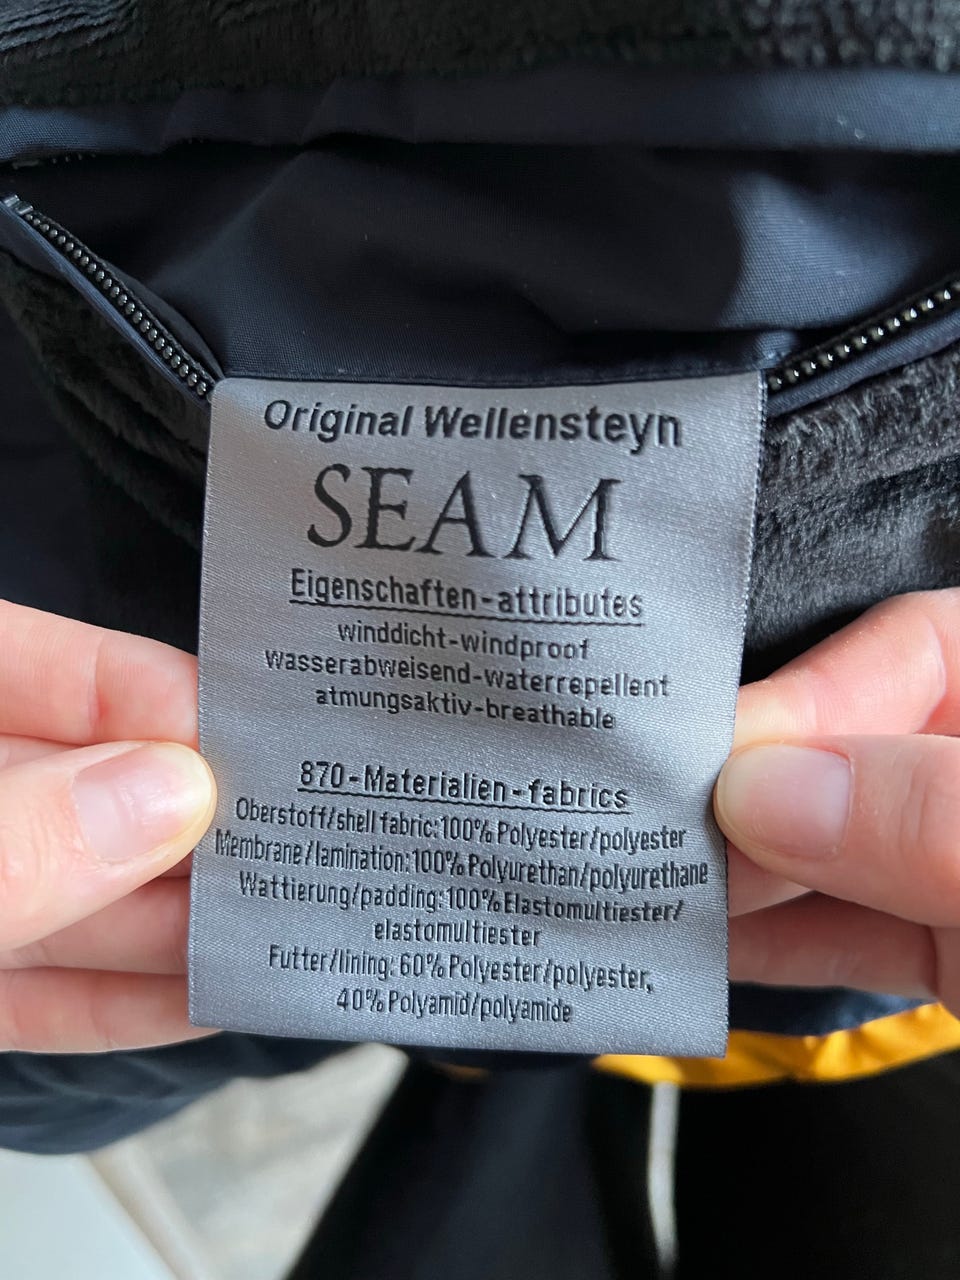 Original Wellensteyn
SEAM
Eigenschaften-attributes
winddicht-windproof
wasserabweisend-waterrepellent
atmungsaktiv-breathable
870-Materialien-fabrics
Oberstoff/shell fabric:100% Polyester/polyester
Membrane/lamination:100% Polyurethan/polyurethane
Wattierung/padding:100% Elastomultiester/
elastomultiester
Futter/lining: 60% Polyester/polyester,
40% Polyamid/polyamide